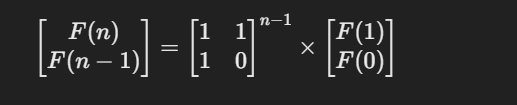 [F(n) F(n − 1)] = [1 1 1 0]^{n−1} × [F(1) F(0)]